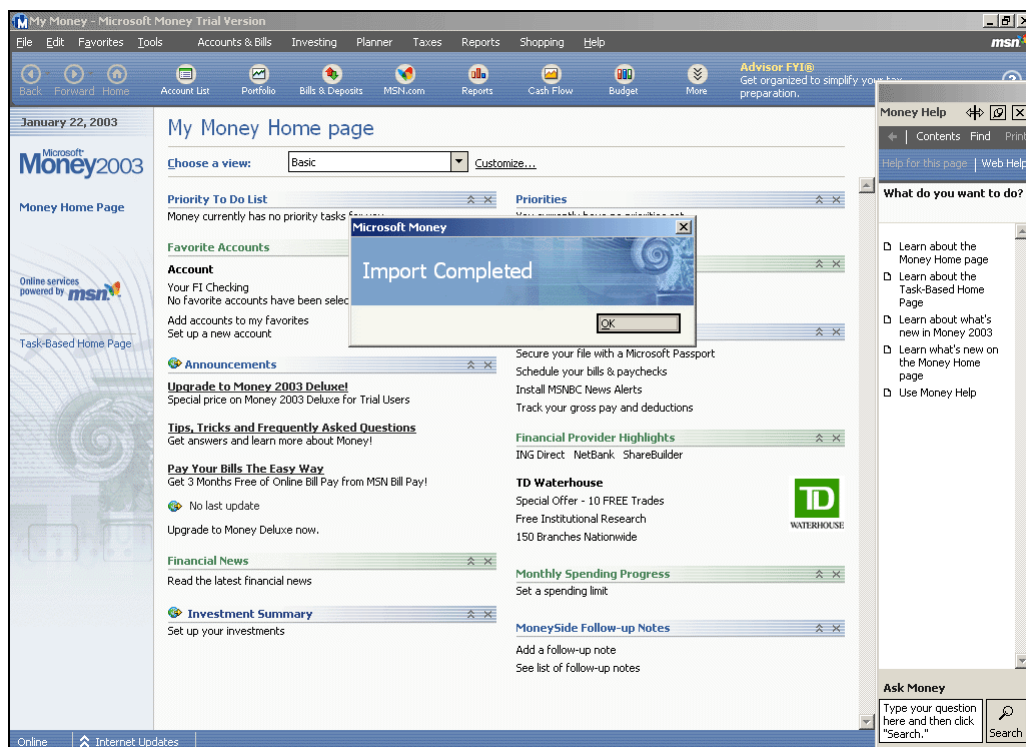 My Money - Microsoft Money Trial Version
File Edit Favorites Tools Accounts & Bills Investing Planner Taxes Reports Shopping Help
msn
Back Forward Home Account List Portfolio Bills & Deposits MSN.com Reports Cash Flow Budget More
Advisor FYI®
Get organized to simplify your tax
preparation.
January 22, 2003
Microsoft
Money2003
Money Home Page
Online services
powered by msn
Task-Based Home Page
My Money Home page
Choose a view: Basic Customize...
Priority To Do List
Money currently has no priority tasks for you
Favorite Accounts
Account
Your FI Checking
No favorite accounts have been selec
Add accounts to my favorites
Set up a new account
Announcements
Upgrade to Money 2003 Deluxe!
Special price on Money 2003 Deluxe for Trial Users
Tips, Tricks and Frequently Asked Questions
Get answers and learn more about Money!
Pay Your Bills The Easy Way
Get 3 Months Free of Online Bill Pay from MSN Bill Pay!
No last update
Upgrade to Money Deluxe now.
Financial News
Read the latest financial news
Investment Summary
Set up your investments
Priorities
You currently have no priorities set
Microsoft Money
Import Completed
OK
Secure your file with a Microsoft Passport
Schedule your bills & paychecks
Install MSNBC News Alerts
Track your gross pay and deductions
Financial Provider Highlights
ING Direct NetBank ShareBuilder
TD Waterhouse
Special Offer - 10 FREE Trades
Free Institutional Research
150 Branches Nationwide
TD
WATERHOUSE
Monthly Spending Progress
Set a spending limit
MoneySide Follow-up Notes
Add a follow-up note
See list of follow-up notes
Money Help
Contents Find Print
Help for this page Web Help
What do you want to do?
Learn about the
Money Home page
Learn about the
Task-Based Home
Page
Learn about what's
new in Money 2003
Learn what's new on
the Money Home
page
Use Money Help
Ask Money
Type your question
here and then click
"Search."
Search
Online Internet Updates